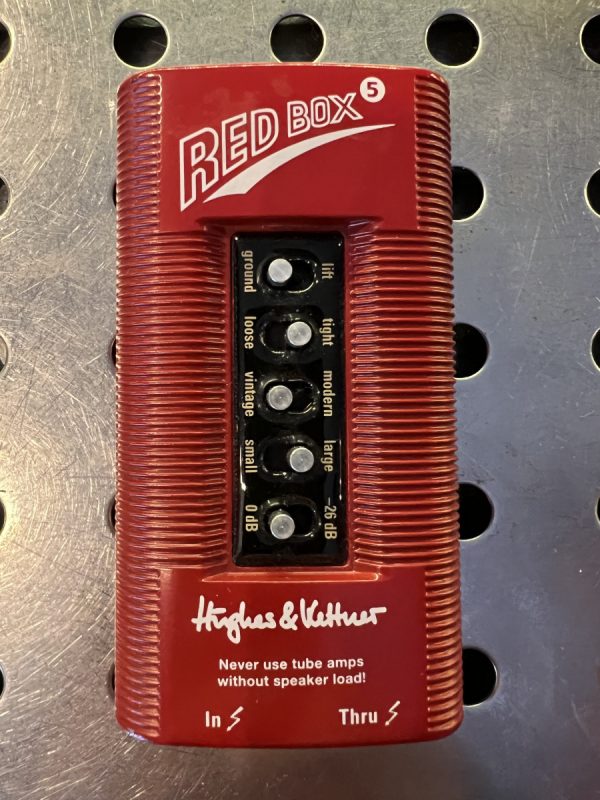 RED BOX 5
ground lift
loose tight
vintage modern
small large
0 dB -26 dB
Hughes & Kettner
Never use tube amps
without speaker load!
In Thru